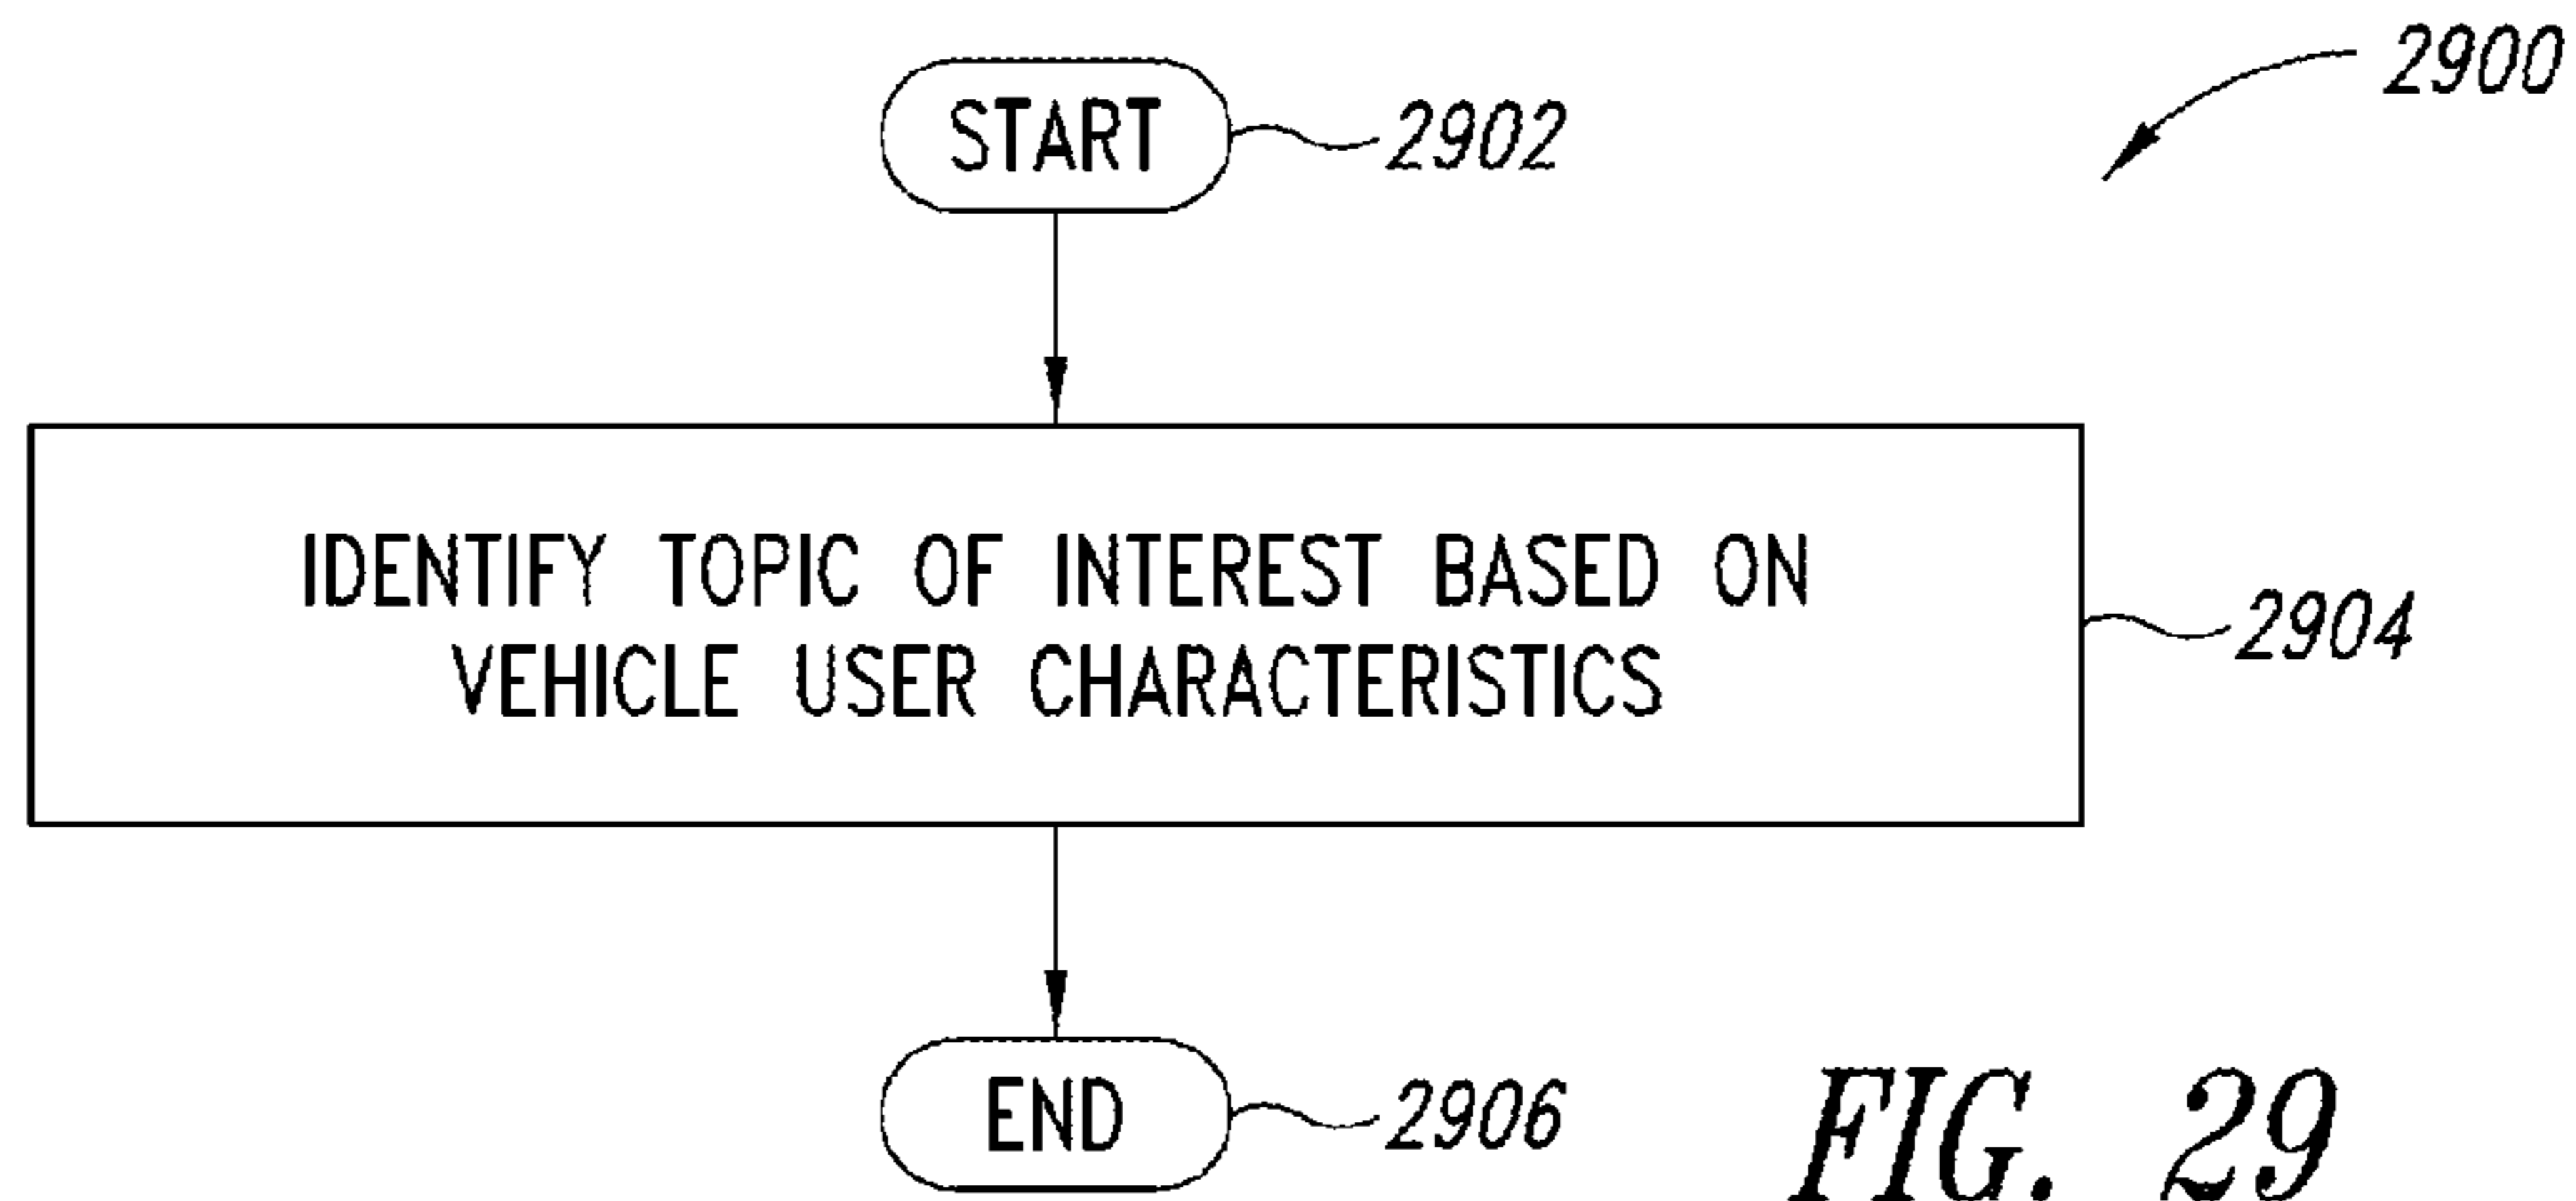 2900
START 2902
IDENTIFY TOPIC OF INTEREST BASED ON
VEHICLE USER CHARACTERISTICS
2904
END 2906
FIG. 29